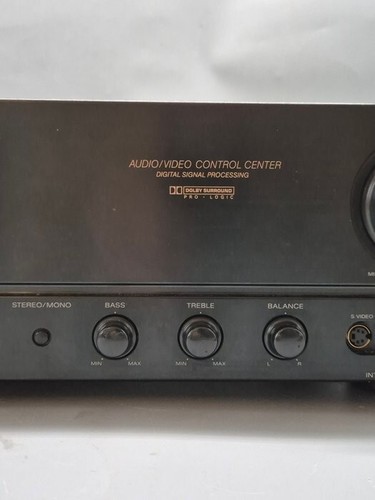 AUDIO/VIDEO CONTROL CENTER
DIGITAL SIGNAL PROCESSING
DOLBY SURROUND
PRO - LOGIC
STEREO/MONO BASS TREBLE BALANCE
S VIDEO
MIN MAX MIN MAX L R